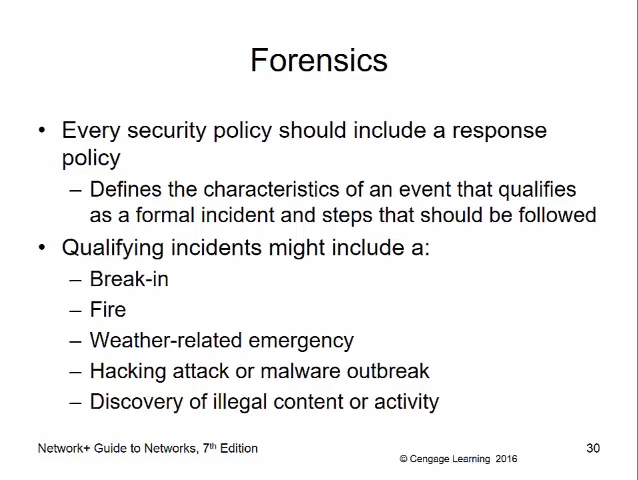 Forensics
• Every security policy should include a response
policy
– Defines the characteristics of an event that qualifies
as a formal incident and steps that should be followed
• Qualifying incidents might include a:
– Break-in
– Fire
– Weather-related emergency
– Hacking attack or malware outbreak
– Discovery of illegal content or activity
Network+ Guide to Networks, 7th Edition
© Cengage Learning 2016
30